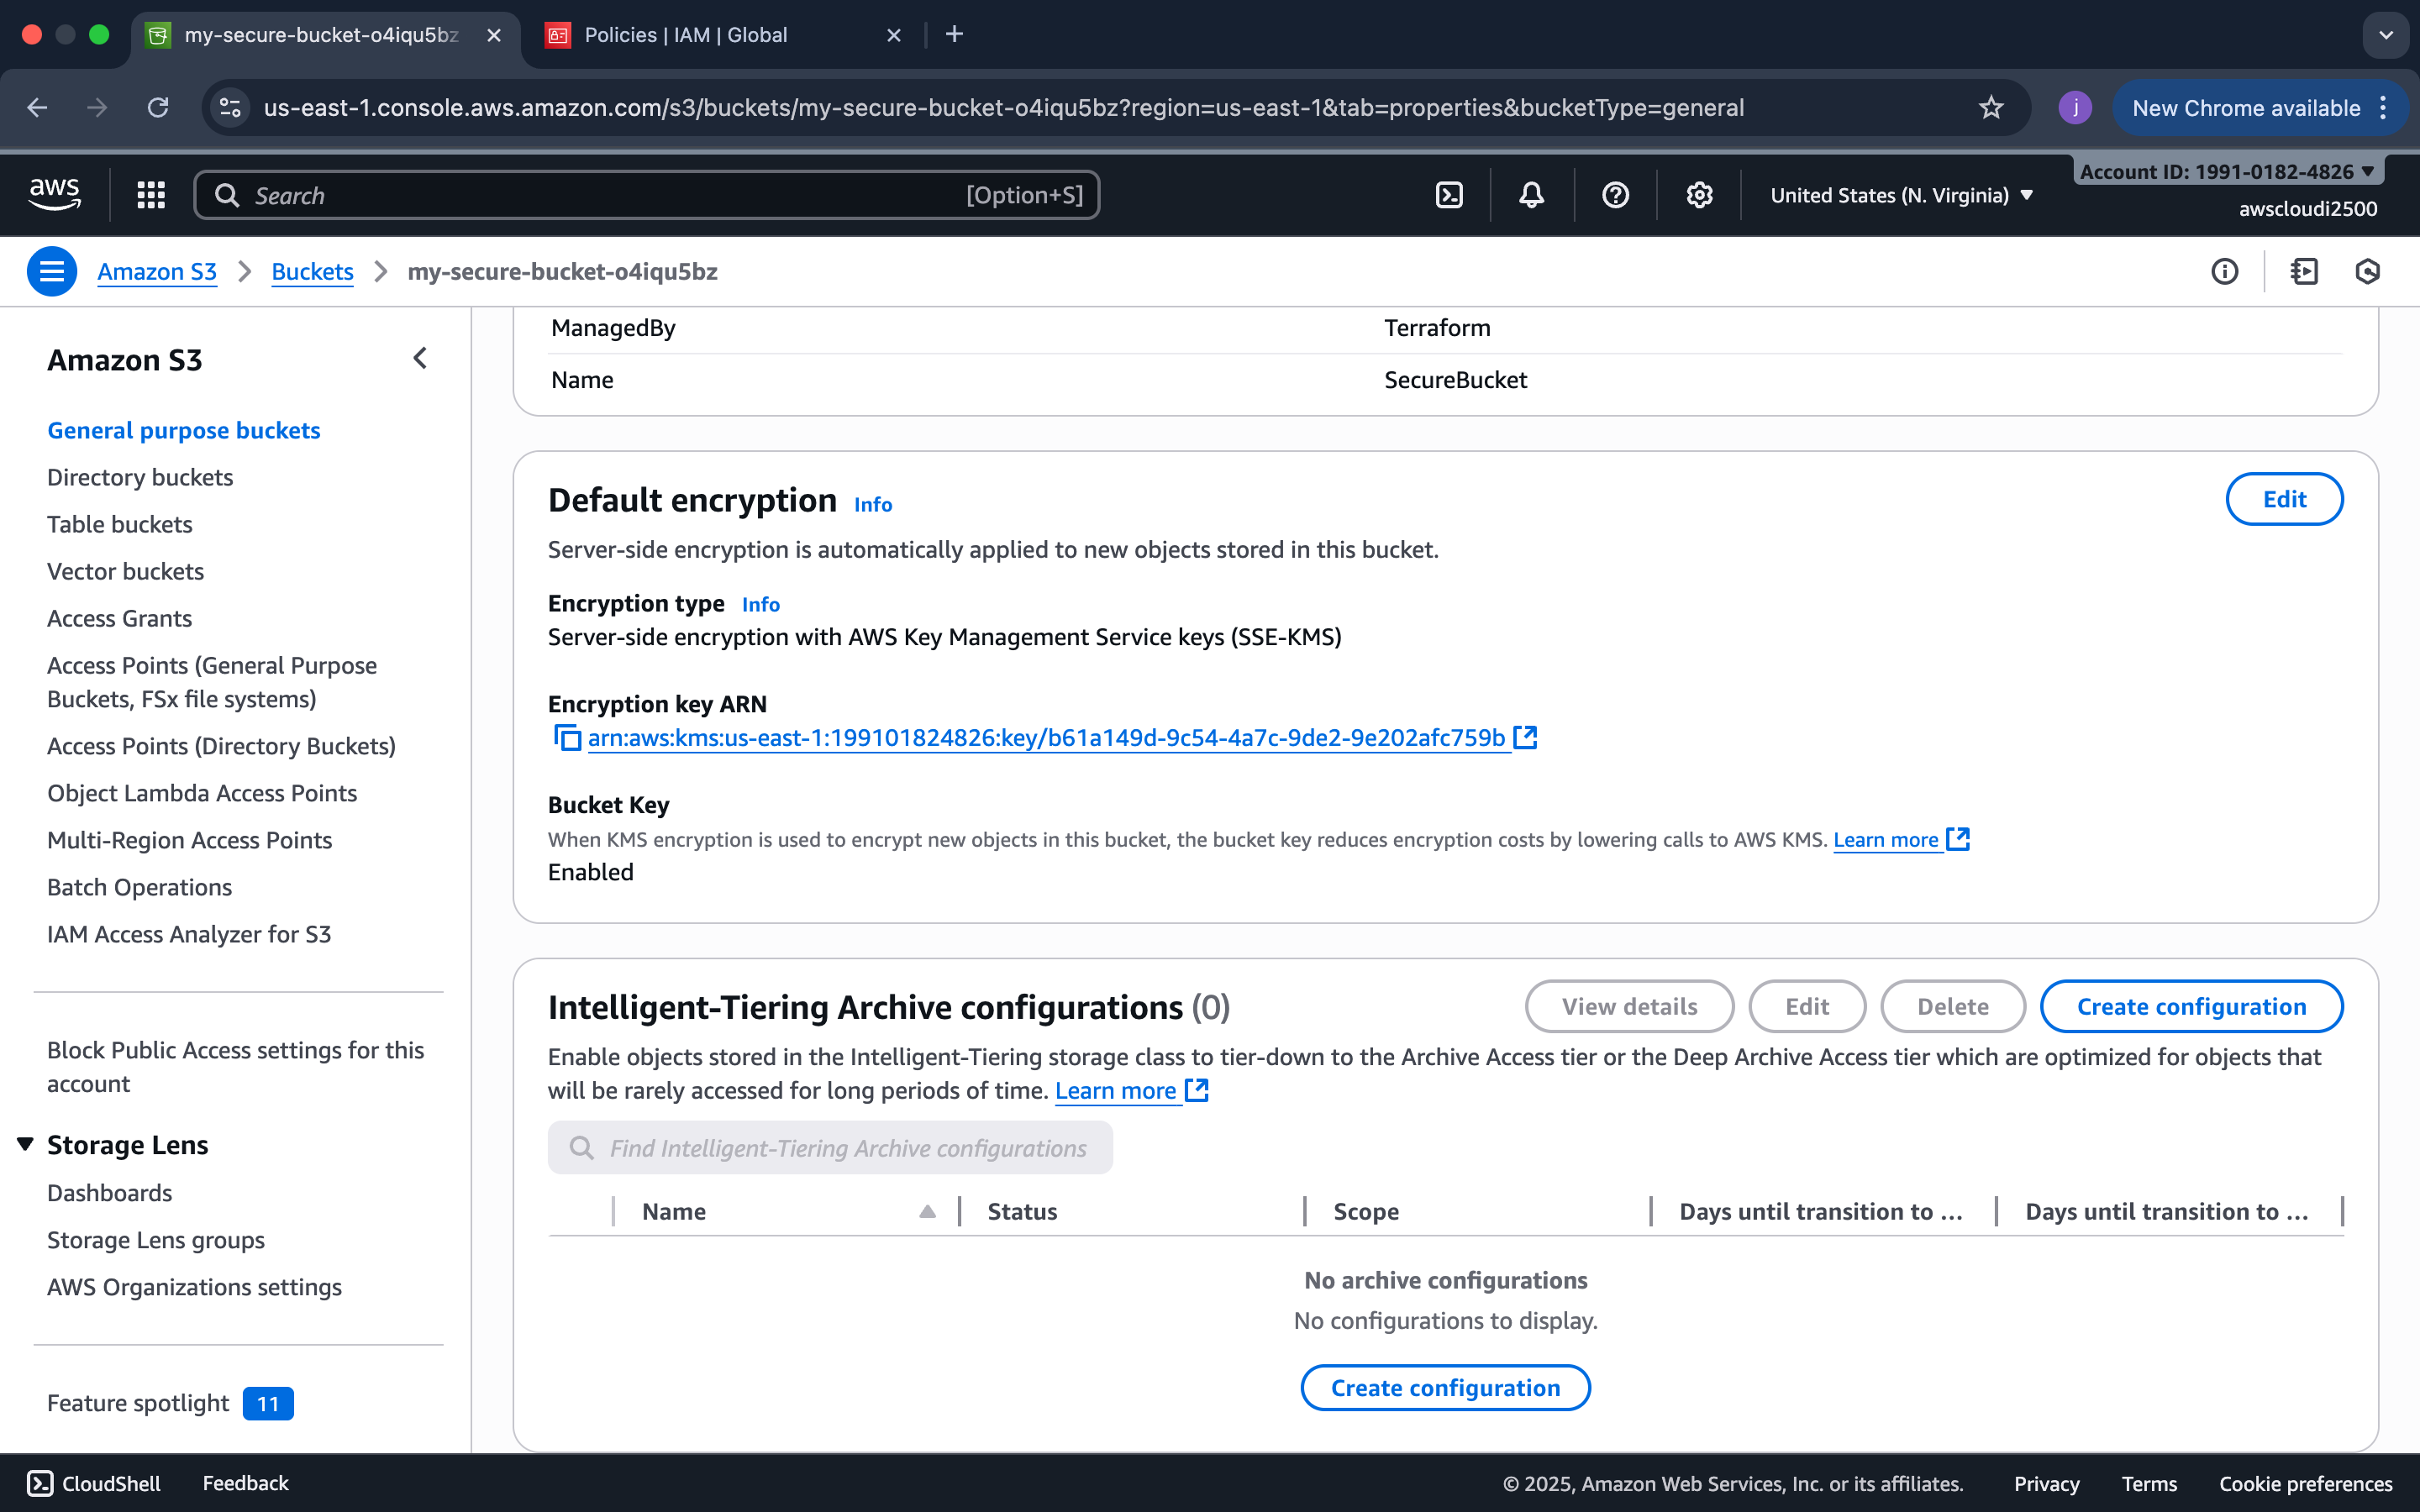 my-secure-bucket-o4iqu5bz
Policies | IAM | Global
us-east-1.console.aws.amazon.com/s3/buckets/my-secure-bucket-o4iqu5bz?region=us-east-1&tab=properties&bucketType=general
j
New Chrome available
aws
Search
[Option+S]
United States (N. Virginia)
Account ID: 1991-0182-4826
awscloudi2500
Amazon S3
Buckets
my-secure-bucket-o4iqu5bz
Amazon S3
General purpose buckets
Directory buckets
Table buckets
Vector buckets
Access Grants
Access Points (General Purpose
Buckets, FSx file systems)
Access Points (Directory Buckets)
Object Lambda Access Points
Multi-Region Access Points
Batch Operations
IAM Access Analyzer for S3
Block Public Access settings for this
account
Storage Lens
Dashboards
Storage Lens groups
AWS Organizations settings
Feature spotlight 11
ManagedBy Terraform
Name SecureBucket
Default encryption Info
Edit
Server-side encryption is automatically applied to new objects stored in this bucket.
Encryption type Info
Server-side encryption with AWS Key Management Service keys (SSE-KMS)
Encryption key ARN
arn:aws:kms:us-east-1:199101824826:key/b61a149d-9c54-4a7c-9de2-9e202afc759b
Bucket Key
When KMS encryption is used to encrypt new objects in this bucket, the bucket key reduces encryption costs by lowering calls to AWS KMS. Learn more
Enabled
Intelligent-Tiering Archive configurations (0)
View details
Edit
Delete
Create configuration
Enable objects stored in the Intelligent-Tiering storage class to tier-down to the Archive Access tier or the Deep Archive Access tier which are optimized for objects that
will be rarely accessed for long periods of time. Learn more
Find Intelligent-Tiering Archive configurations
Name Status Scope Days until transition to ... Days until transition to ...
No archive configurations
No configurations to display.
Create configuration
CloudShell
Feedback
© 2025, Amazon Web Services, Inc. or its affiliates.
Privacy
Terms
Cookie preferences